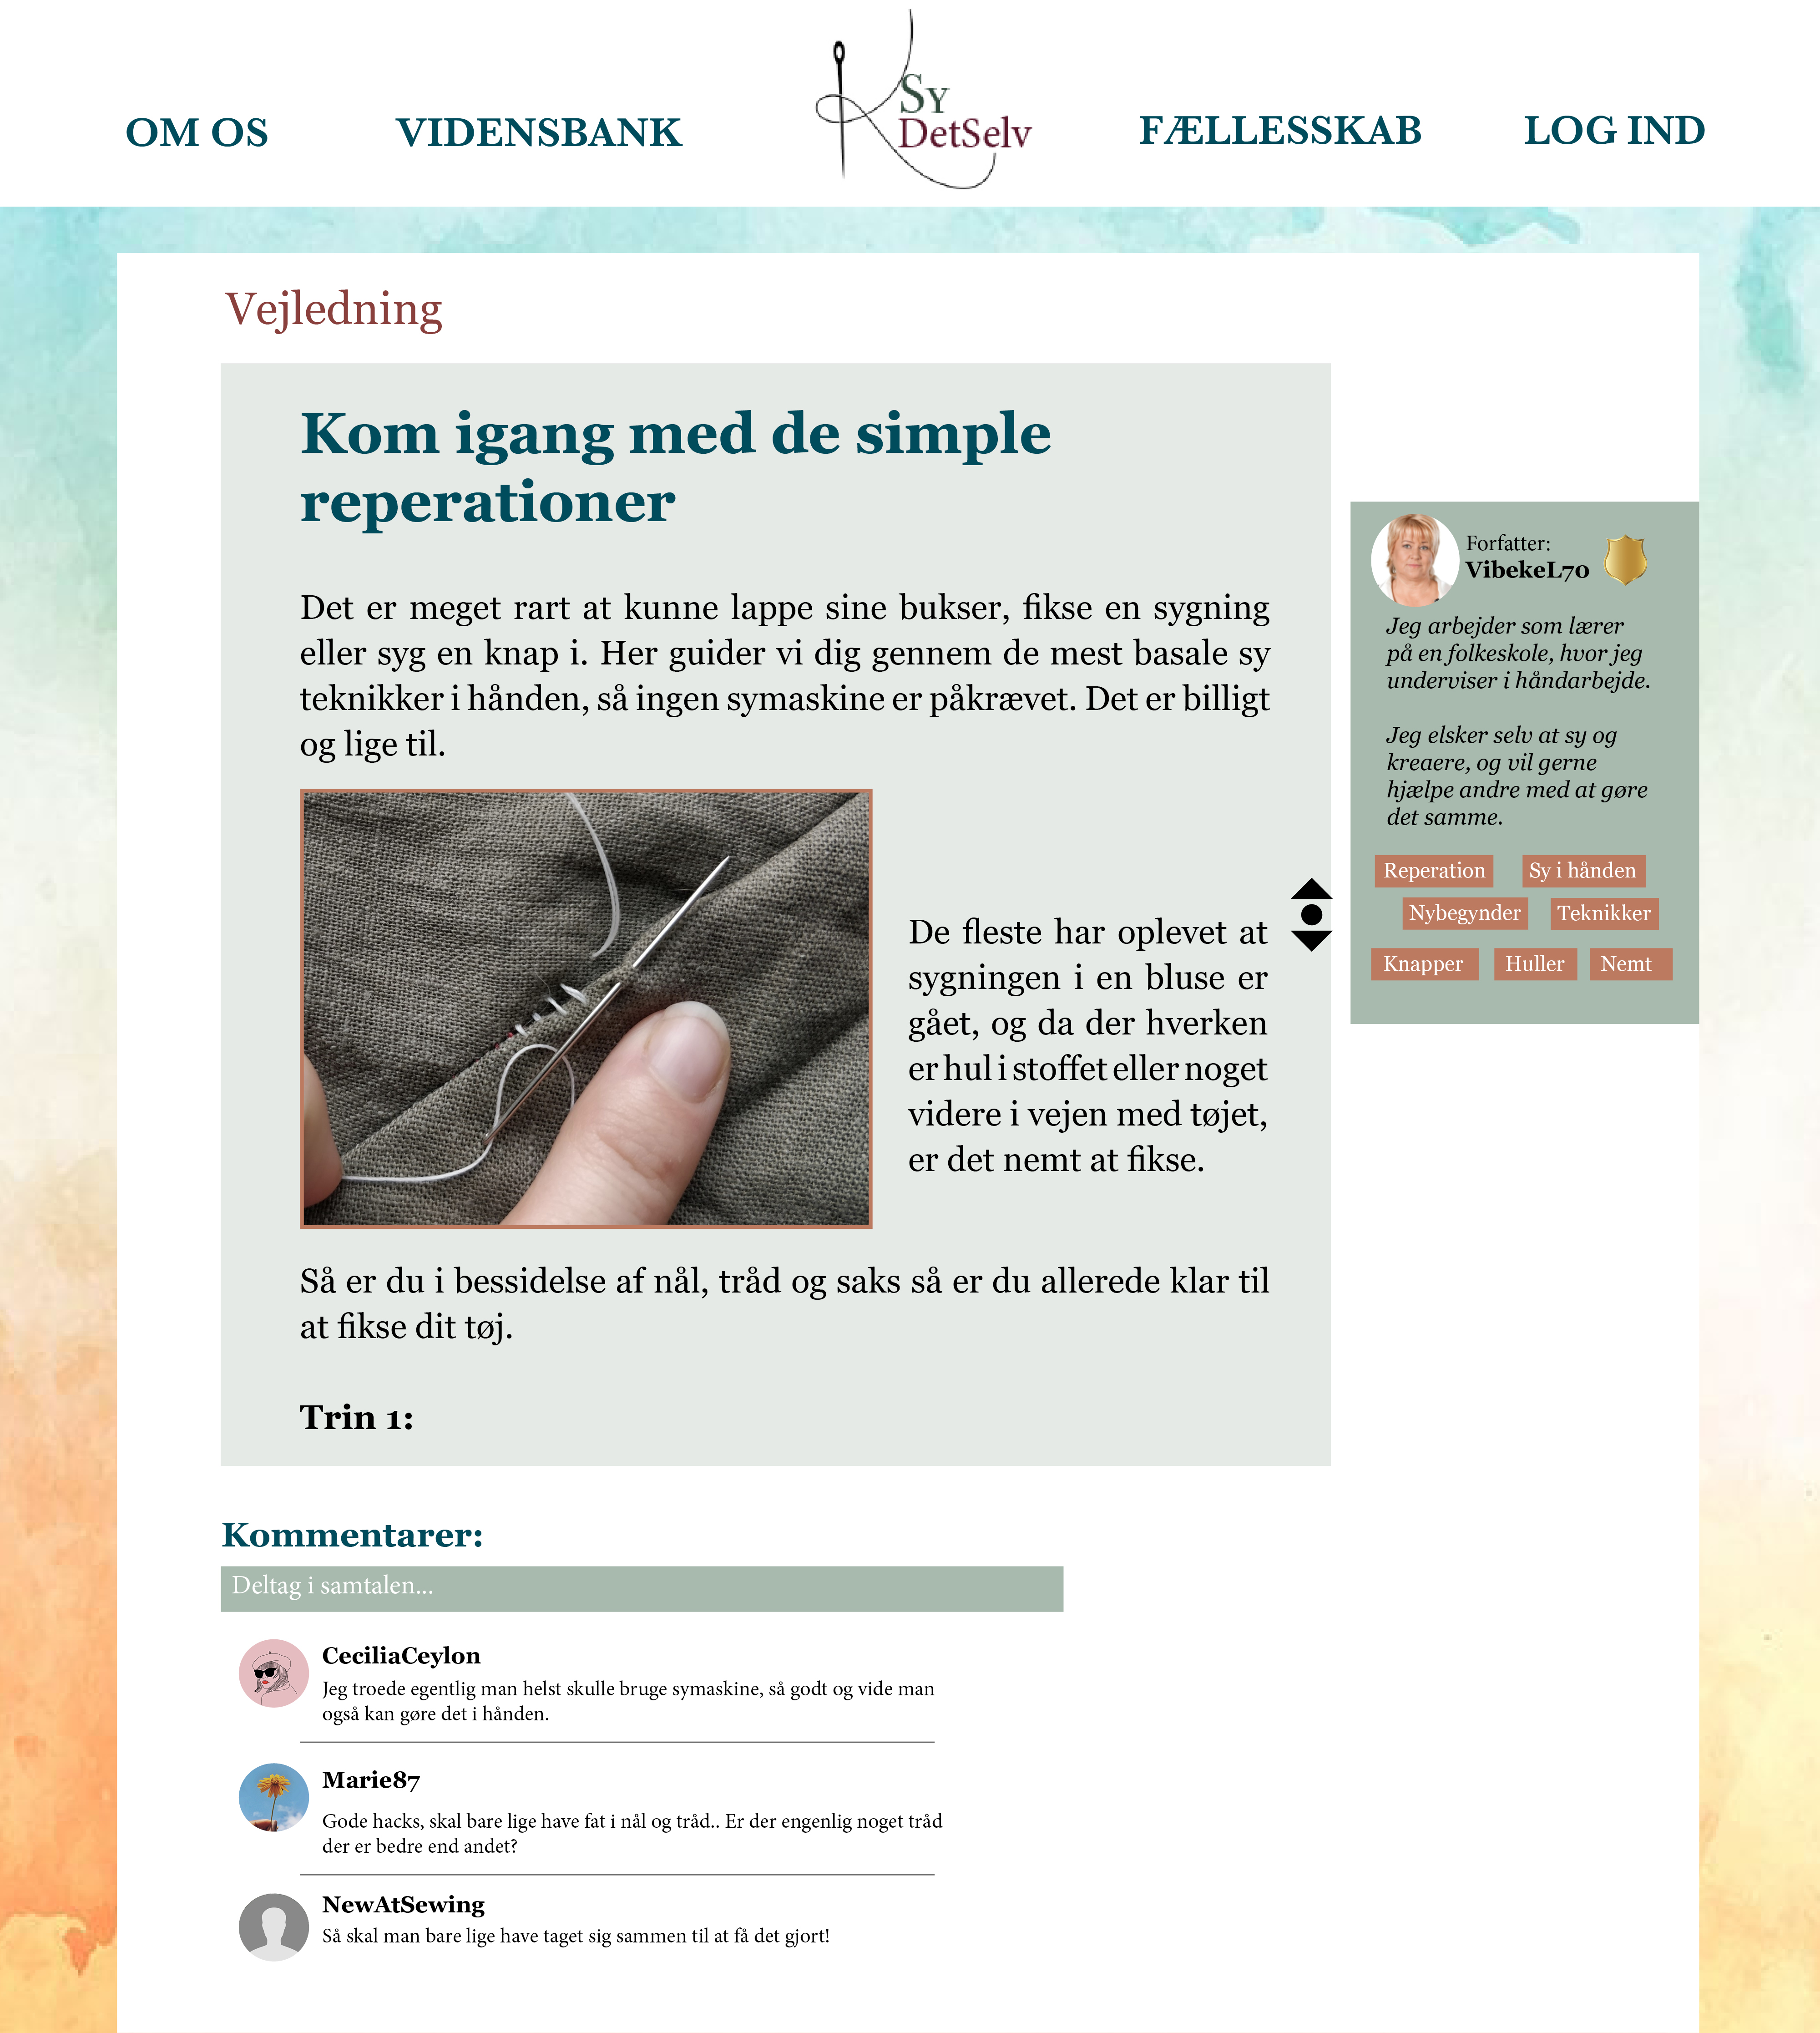 OM OS
VIDENSBANK
Sy
DetSelv
FÆLLESSKAB
LOG IND
Vejledning
Kom igang med de simple
reperationer
Det er meget rart at kunne lappe sine bukser, fikse en sygning
eller syg en knap i. Her guider vi dig gennem de mest basale sy
teknikker i hånden, så ingen symaskine er påkrævet. Det er billigt
og lige til.
De fleste har oplevet at
sygningen i en bluse er
gået, og da der hverken
er hul i stoffet eller noget
videre i vejen med tøjet,
er det nemt at fikse.
Så er du i bessidelse af nål, tråd og saks så er du allerede klar til
at fikse dit tøj.
Trin 1:
Forfatter:
VibekeL70
Jeg arbejder som lærer
på en folkeskole, hvor jeg
underviser i håndarbejde.
Jeg elsker selv at sy og
kreaere, og vil gerne
hjælpe andre med at gøre
det samme.
Reperation
Sy i hånden
Nybegynder
Teknikker
Knapper
Huller
Nemt
Kommentarer:
Deltag i samtalen...
CeciliaCeylon
Jeg troede egentlig man helst skulle bruge symaskine, så godt og vide man
også kan gøre det i hånden.
Marie87
Gode hacks, skal bare lige have fat i nål og tråd.. Er der engenlig noget tråd
der er bedre end andet?
NewAtSewing
Så skal man bare lige have taget sig sammen til at få det gjort!